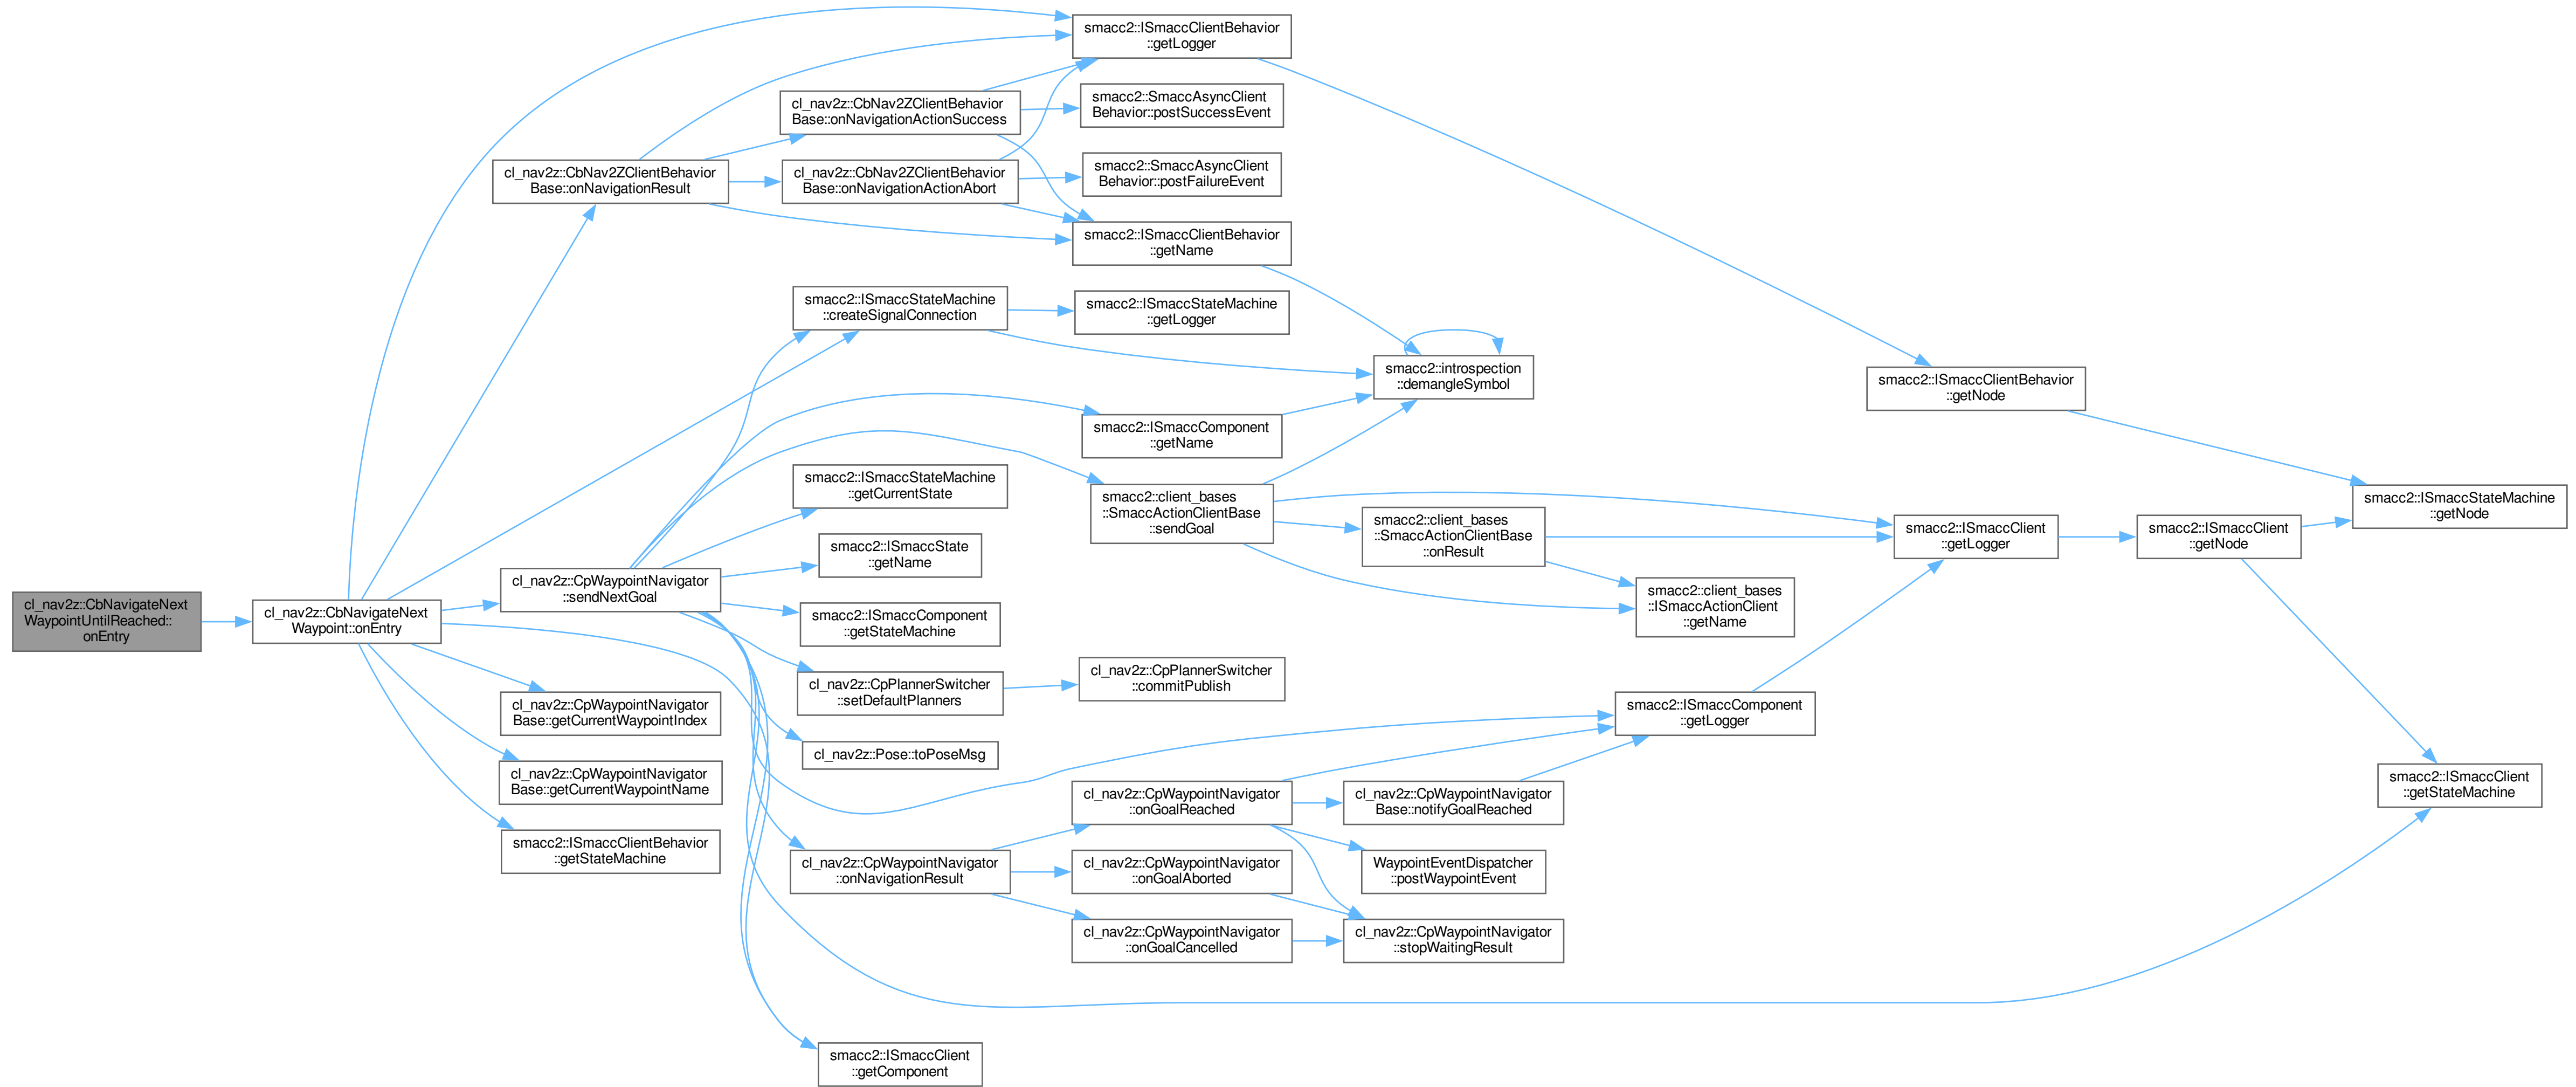 cl_nav2z::CbNavigateNext
WaypointUntilReached::
onEntry
cl_nav2z::CbNavigateNext
Waypoint::onEntry
cl_nav2z::CbNav2ZClientBehavior
Base::onNavigationResult
cl_nav2z::CpWaypointNavigator
::sendNextGoal
cl_nav2z::CpWaypointNavigator
Base::getCurrentWaypointIndex
cl_nav2z::CpWaypointNavigator
Base::getCurrentWaypointName
smacc2::ISmaccClientBehavior
::getStateMachine
cl_nav2z::CbNav2ZClientBehavior
Base::onNavigationActionSuccess
cl_nav2z::CbNav2ZClientBehavior
Base::onNavigationActionAbort
smacc2::ISmaccStateMachine
::createSignalConnection
smacc2::ISmaccStateMachine
::getCurrentState
smacc2::ISmaccState
::getName
smacc2::ISmaccComponent
::getStateMachine
cl_nav2z::CpPlannerSwitcher
::setDefaultPlanners
cl_nav2z::Pose::toPoseMsg
cl_nav2z::CpWaypointNavigator
::onNavigationResult
smacc2::ISmaccClient
::getComponent
smacc2::ISmaccClientBehavior
::getLogger
smacc2::SmaccAsyncClient
Behavior::postSuccessEvent
smacc2::SmaccAsyncClient
Behavior::postFailureEvent
smacc2::ISmaccClientBehavior
::getName
smacc2::ISmaccStateMachine
::getLogger
smacc2::ISmaccComponent
::getName
smacc2::client_bases
::SmaccActionClientBase
::sendGoal
cl_nav2z::CpPlannerSwitcher
::commitPublish
cl_nav2z::CpWaypointNavigator
::onGoalReached
cl_nav2z::CpWaypointNavigator
::onGoalAborted
cl_nav2z::CpWaypointNavigator
::onGoalCancelled
smacc2::introspection
::demangleSymbol
smacc2::client_bases
::SmaccActionClientBase
::onResult
cl_nav2z::CpWaypointNavigator
Base::notifyGoalReached
WaypointEventDispatcher
::postWaypointEvent
cl_nav2z::CpWaypointNavigator
::stopWaitingResult
smacc2::client_bases
::ISmaccActionClient
::getName
smacc2::ISmaccComponent
::getLogger
smacc2::ISmaccClientBehavior
::getNode
smacc2::ISmaccClient
::getLogger
smacc2::ISmaccClient
::getNode
smacc2::ISmaccStateMachine
::getNode
smacc2::ISmaccClient
::getStateMachine